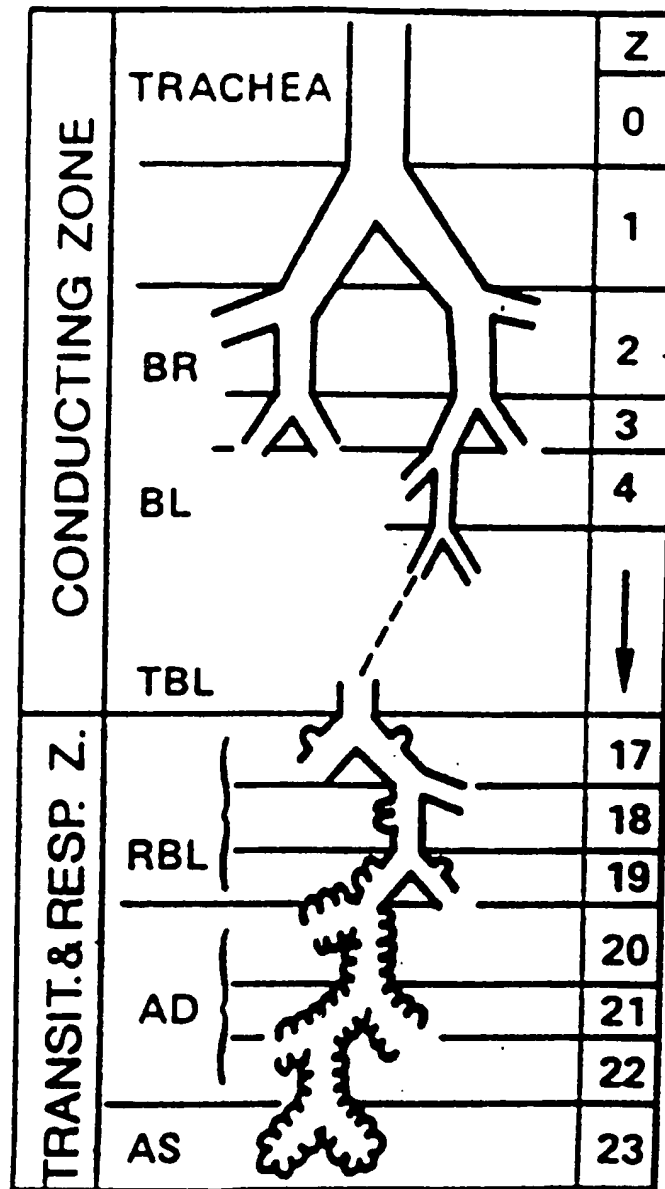 CONDUCTING ZONE
TRANSIT.& RESP. Z.
Z
TRACHEA
0
1
BR
2
3
BL
4
TBL
17
18
RBL
19
20
AD
21
22
AS
23